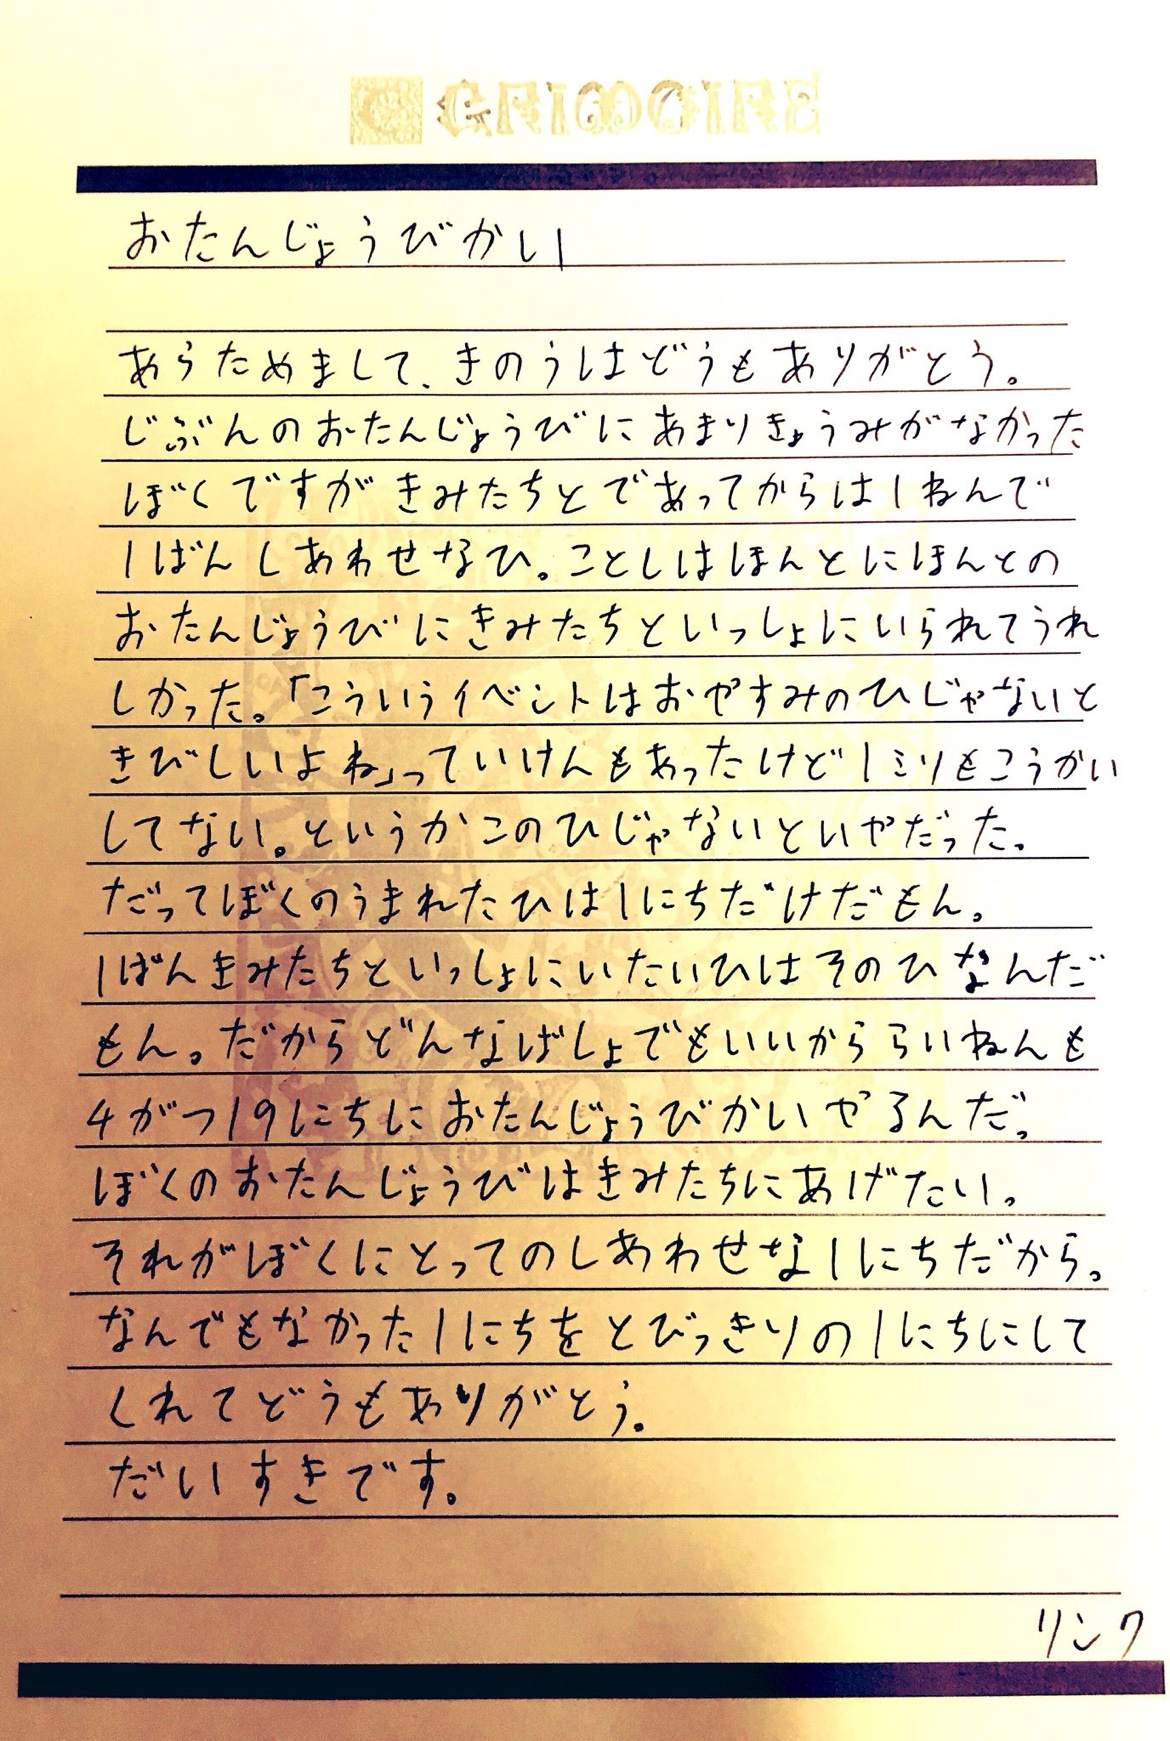 GRIMOIRE
おたんじょうびかい
あらためまして、きのうはどうもありがとう。
じぶんのおたんじょうびにあまりきょうみがなかった
ぼくですがきみたちとであってからは1ねんで
1ばんしあわせなひ。ことしはほんとにほんとの
おたんじょうびにきみたちといっしょにいられてうれ
しかった。「こういうイベントはおやすみのひじゃないと
きびしいよね」っていけんもあったけど1ミリもこうかい
してない。というかこのひじゃないといやだった。
だってぼくのうまれたひは1にちだけだもん。
1ばんきみたちといっしょにいたいひはそのひなんだ
もん。だからどんなばしょでもいいかららいねんも
4がつ19にちにおたんじょうびかいやるんだ。
ぼくのおたんじょうびはきみたちにあげたい。
それがぼくにとってのしあわせな1にちだから。
なんでもなかった1にちをとびっきりの1にちにして
くれてどうもありがとう。
だいすきです。
リンク